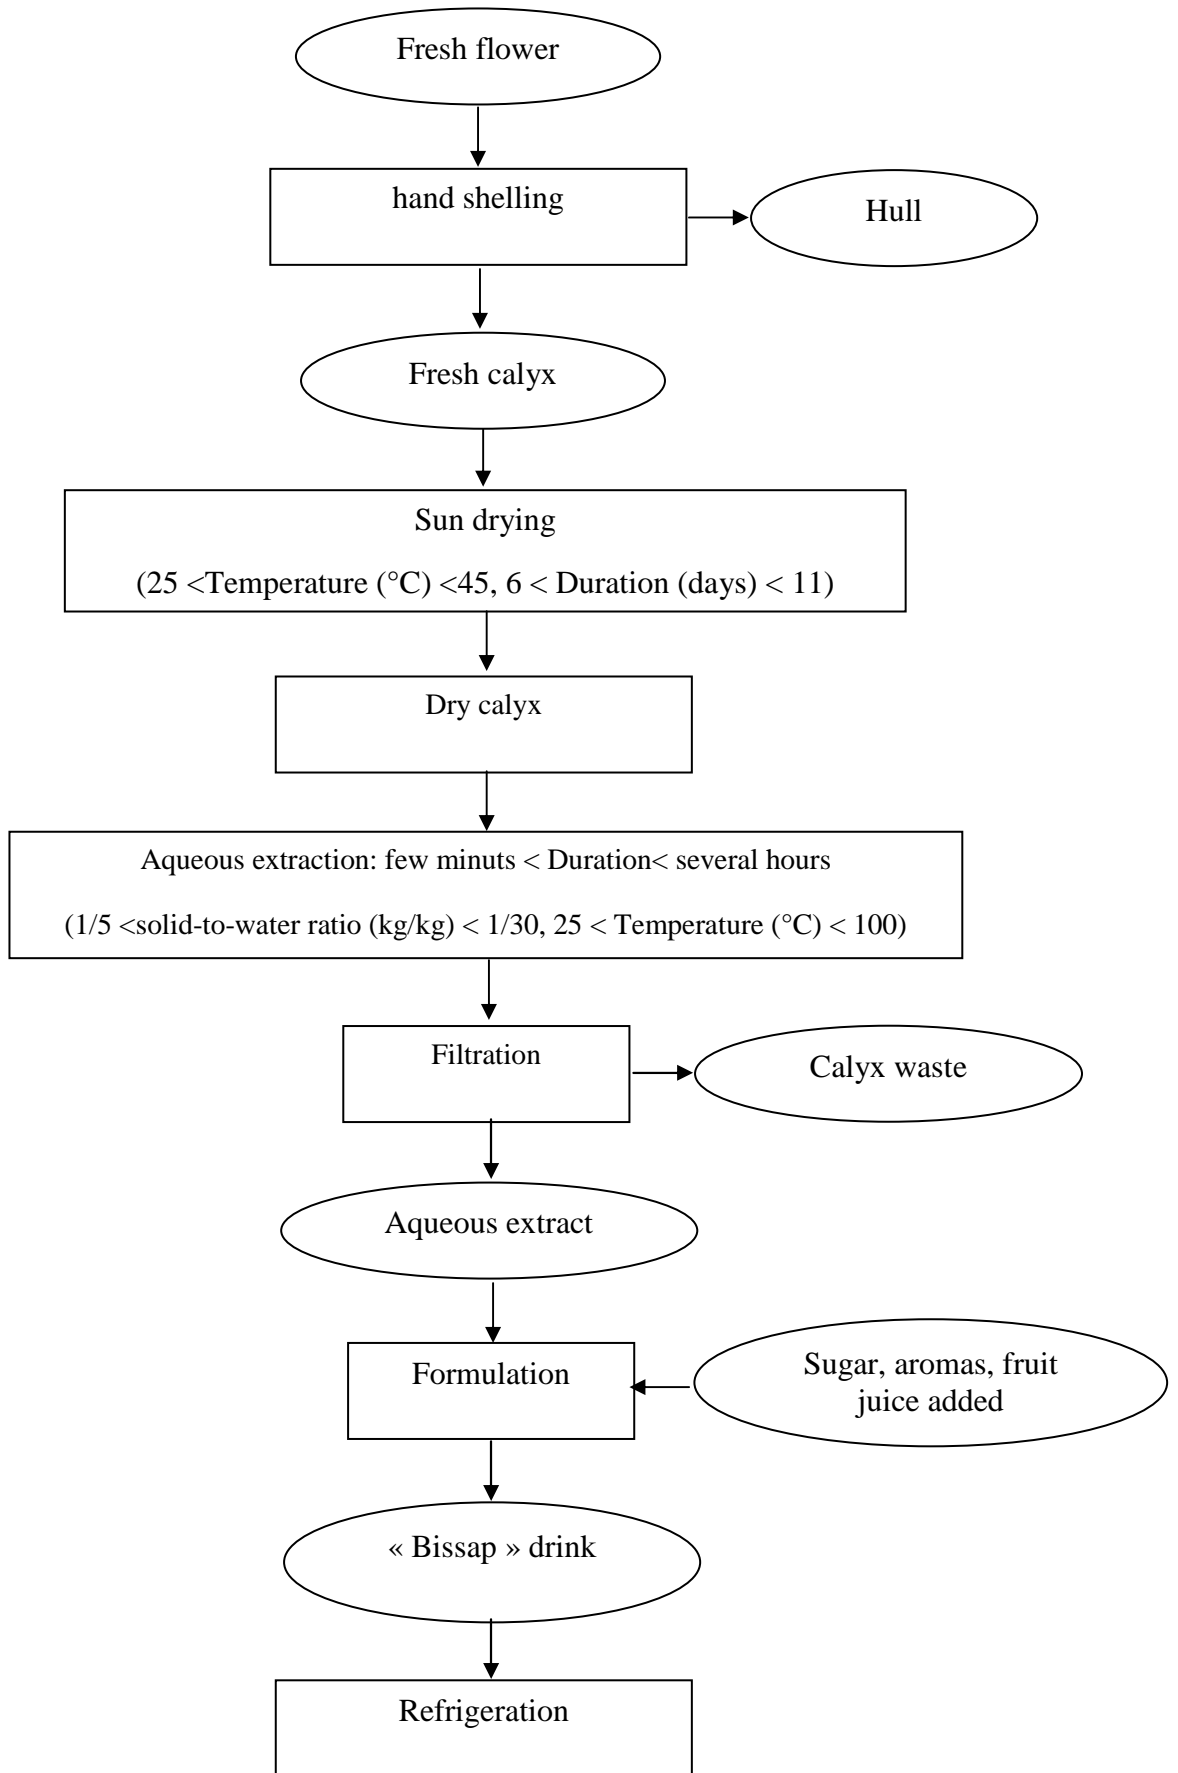 Fresh flower
hand shelling
Hull
Fresh calyx
Sun drying
(25 <Temperature (°C) <45, 6 < Duration (days) < 11)
Dry calyx
Aqueous extraction: few minuts < Duration< several hours
(1/5 <solid-to-water ratio (kg/kg) < 1/30, 25 < Temperature (°C) < 100)
Filtration
Calyx waste
Aqueous extract
Formulation
Sugar, aromas, fruit
juice added
« Bissap » drink
Refrigeration